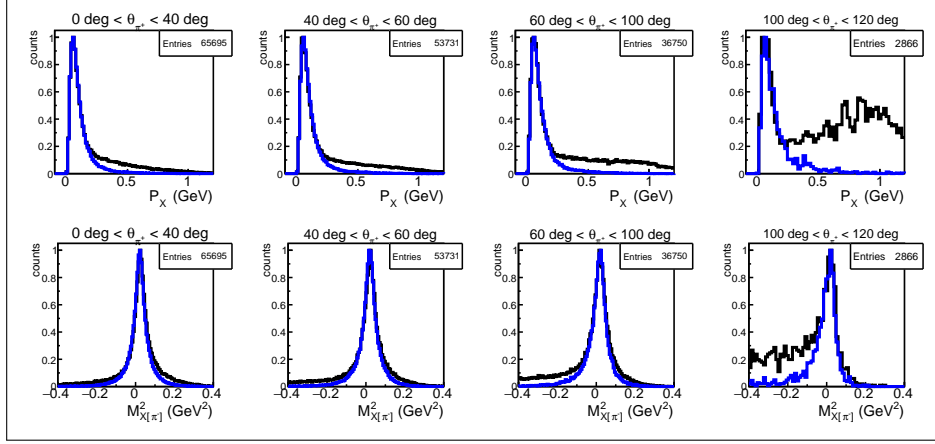 0 deg < θπ+ < 40 deg
Entries 65695
counts
0 0.2 0.4 0.6 0.8 1
0 0.5 1
PX (GeV)
40 deg < θπ+ < 60 deg
Entries 53731
counts
0 0.2 0.4 0.6 0.8 1
0 0.5 1
PX (GeV)
60 deg < θπ+ < 100 deg
Entries 36750
counts
0 0.2 0.4 0.6 0.8 1
0 0.5 1
PX (GeV)
100 deg < θπ+ < 120 deg
Entries 2866
counts
0 0.2 0.4 0.6 0.8 1
0 0.5 1
PX (GeV)
0 deg < θπ+ < 40 deg
Entries 65695
counts
0 0.2 0.4 0.6 0.8 1
−0.4 −0.2 0 0.2 0.4
M²X[π-] (GeV²)
40 deg < θπ+ < 60 deg
Entries 53731
counts
0 0.2 0.4 0.6 0.8 1
−0.4 −0.2 0 0.2 0.4
M²X[π-] (GeV²)
60 deg < θπ+ < 100 deg
Entries 36750
counts
0 0.2 0.4 0.6 0.8 1
−0.4 −0.2 0 0.2 0.4
M²X[π-] (GeV²)
100 deg < θπ+ < 120 deg
Entries 2866
counts
0 0.2 0.4 0.6 0.8 1
−0.4 −0.2 0 0.2 0.4
M²X[π-] (GeV²)